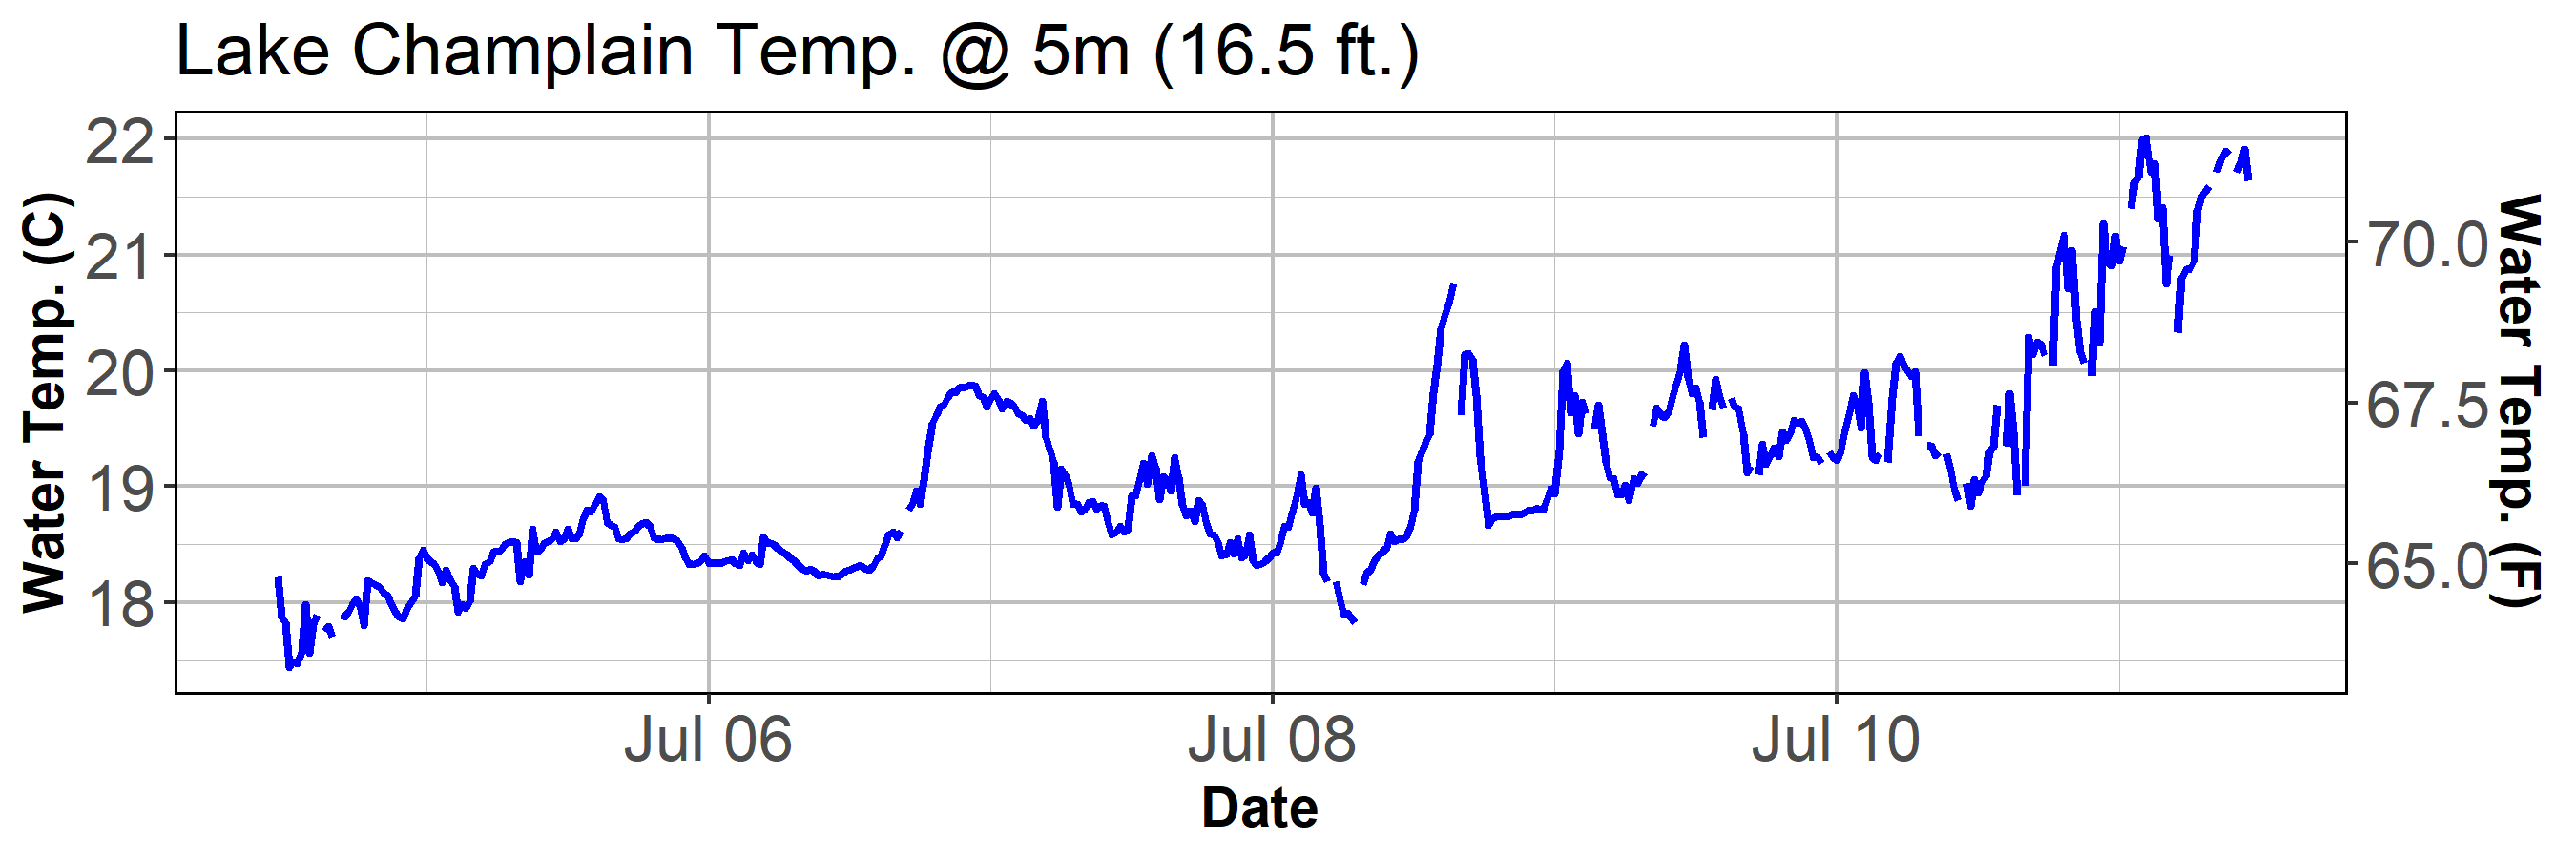 Lake Champlain Temp. @ 5m (16.5 ft.)
Water Temp. (C)
22
21
20
19
18
70.0
67.5
65.0
Water Temp. (F)
Jul 06 Jul 08 Jul 10
Date